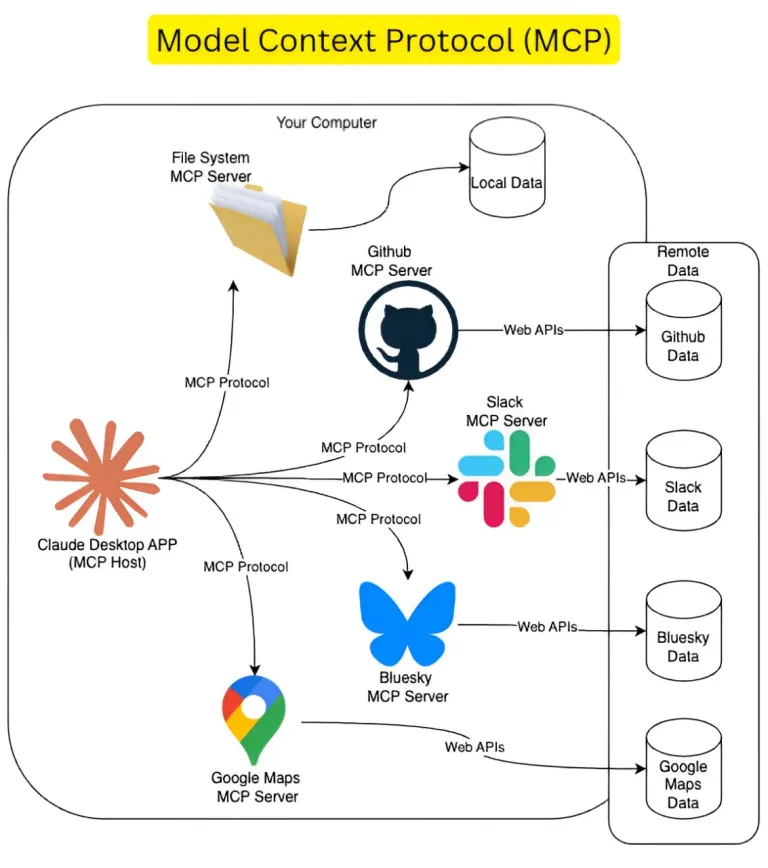 Model Context Protocol (MCP)
Your Computer
File System
MCP Server
Local Data
Github
MCP Server
Remote
Data
Web APIs
Github
Data
MCP Protocol
Slack
MCP Server
MCP Protocol
MCP Protocol
Web APIs
Slack
Data
MCP Protocol
Claude Desktop APP
(MCP Host)
MCP Protocol
Web APIs
Bluesky
Data
Bluesky
MCP Server
Web APIs
Google Maps
MCP Server
Google
Maps
Data